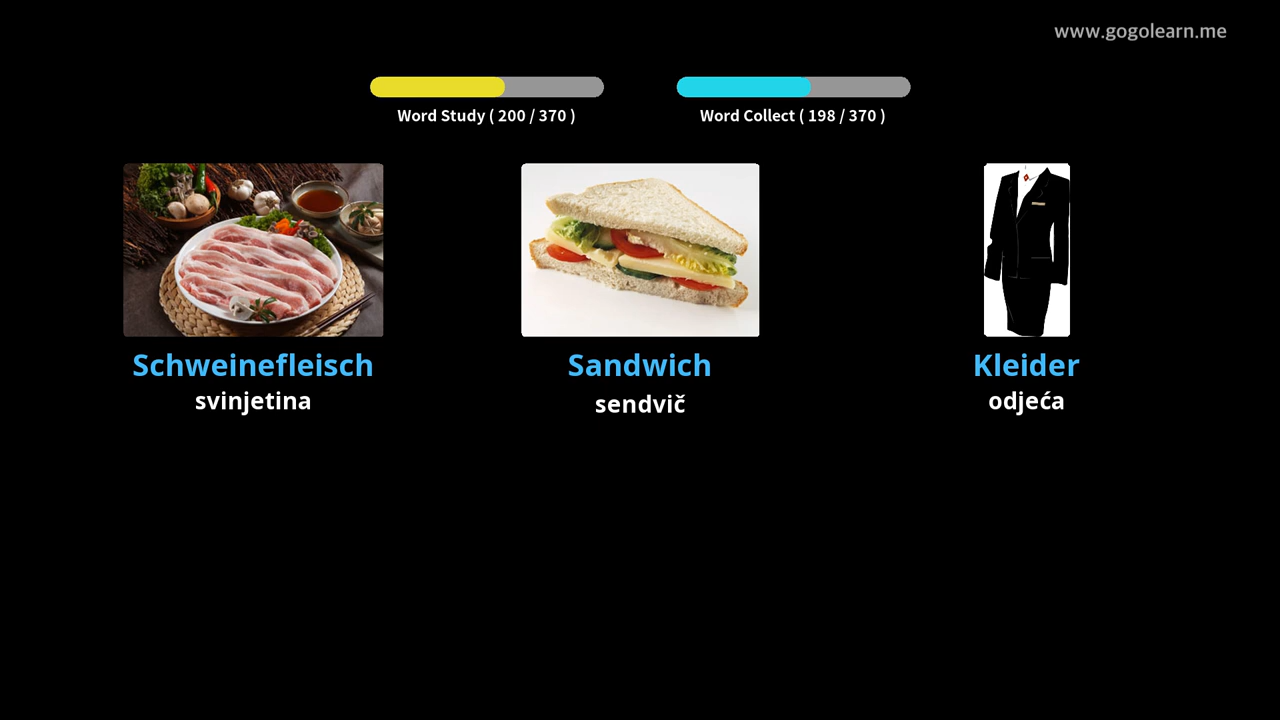 www.gogolearn.me
Word Study ( 200 / 370 )
Word Collect ( 198 / 370 )
Schweinefleisch
svinjetina
Sandwich
sendvič
Kleider
odjeća